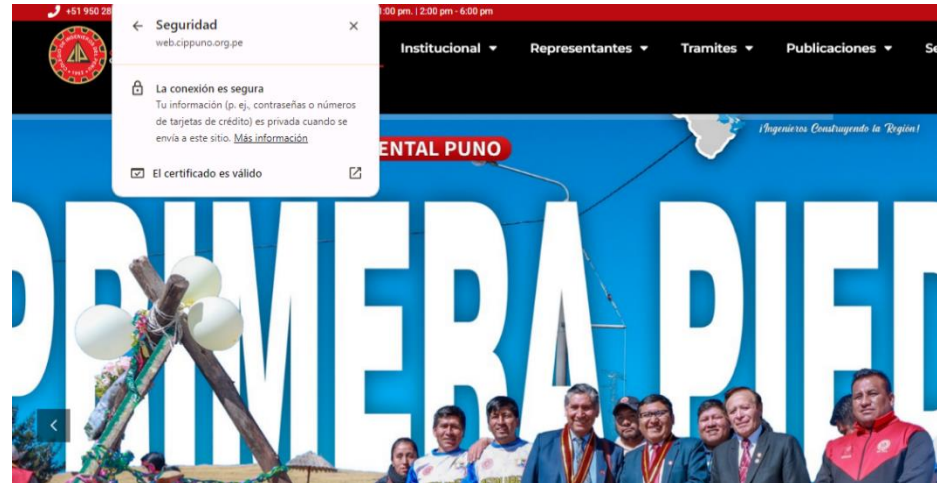 +51 950 28
1:00 pm. | 2:00 pm - 6:00 pm
Seguridad
web.cippuno.org.pe
La conexión es segura
Tu información (p. ej., contraseñas o números
de tarjetas de crédito) es privada cuando se
envía a este sitio. Más información
El certificado es válido
Institucional
Representantes
Tramites
Publicaciones
Se
¡Ingenieros Construyendo la Región!
ENTAL PUNO
PRIMERA PIED